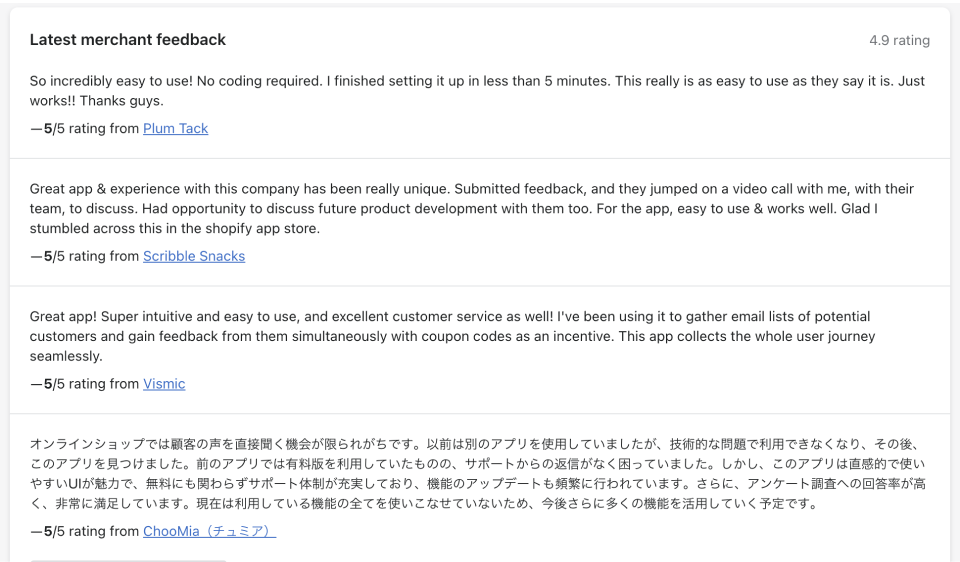 Latest merchant feedback
4.9 rating
So incredibly easy to use! No coding required. I finished setting it up in less than 5 minutes. This really is as easy to use as they say it is. Just
works!! Thanks guys.
—5/5 rating from Plum Tack
Great app & experience with this company has been really unique. Submitted feedback, and they jumped on a video call with me, with their
team, to discuss. Had opportunity to discuss future product development with them too. For the app, easy to use & works well. Glad I
stumbled across this in the shopify app store.
—5/5 rating from Scribble Snacks
Great app! Super intuitive and easy to use, and excellent customer service as well! I've been using it to gather email lists of potential
customers and gain feedback from them simultaneously with coupon codes as an incentive. This app collects the whole user journey
seamlessly.
—5/5 rating from Vismic
オンラインショップでは顧客の声を直接聞く機会が限られがちです。以前は別のアプリを使用していましたが、技術的な問題で利用できなくなり、その後、
このアプリを見つけました。前のアプリでは有料版を利用していたものの、サポートからの返信がなく困っていました。しかし、このアプリは直感的で使い
やすいUIが魅力で、無料にも関わらずサポート体制が充実しており、機能のアップデートも頻繁に行われています。さらに、アンケート調査への回答率が高
く、非常に満足しています。現在は利用している機能の全てを使いこなせていないため、今後さらに多くの機能を活用していく予定です。
—5/5 rating from ChooMia（チュミア）